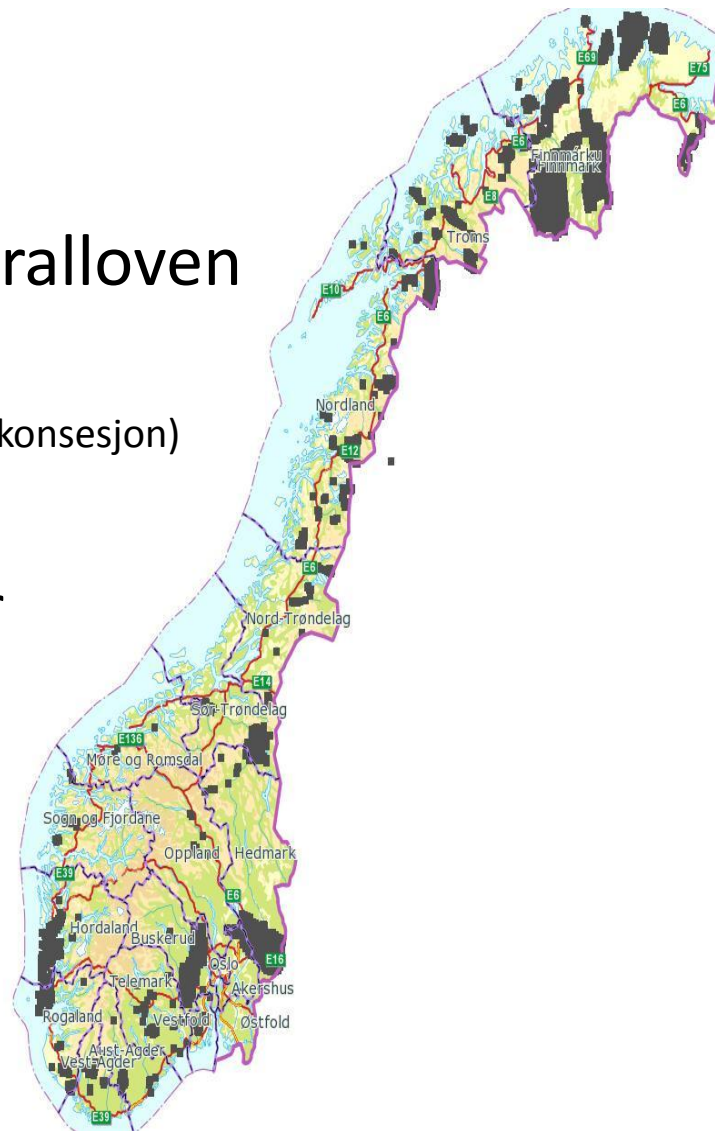 E69
E75
E6
E6
Finnmárku
Finnmark
E8
Troms
ralloven
E10
E6
Nordland
konsesjon)
E12
E6
Nord-Trøndelag
E14
Sør-Trøndelag
E136
Møre og Romsdal
Sogn og Fjordane
Oppland
Hedmark
E39
E6
Hordaland
Buskerud
E16
Oslo
Telemark
Akershus
Rogaland
Vestfold
Østfold
Aust-Agder
Vest-Agder
E39